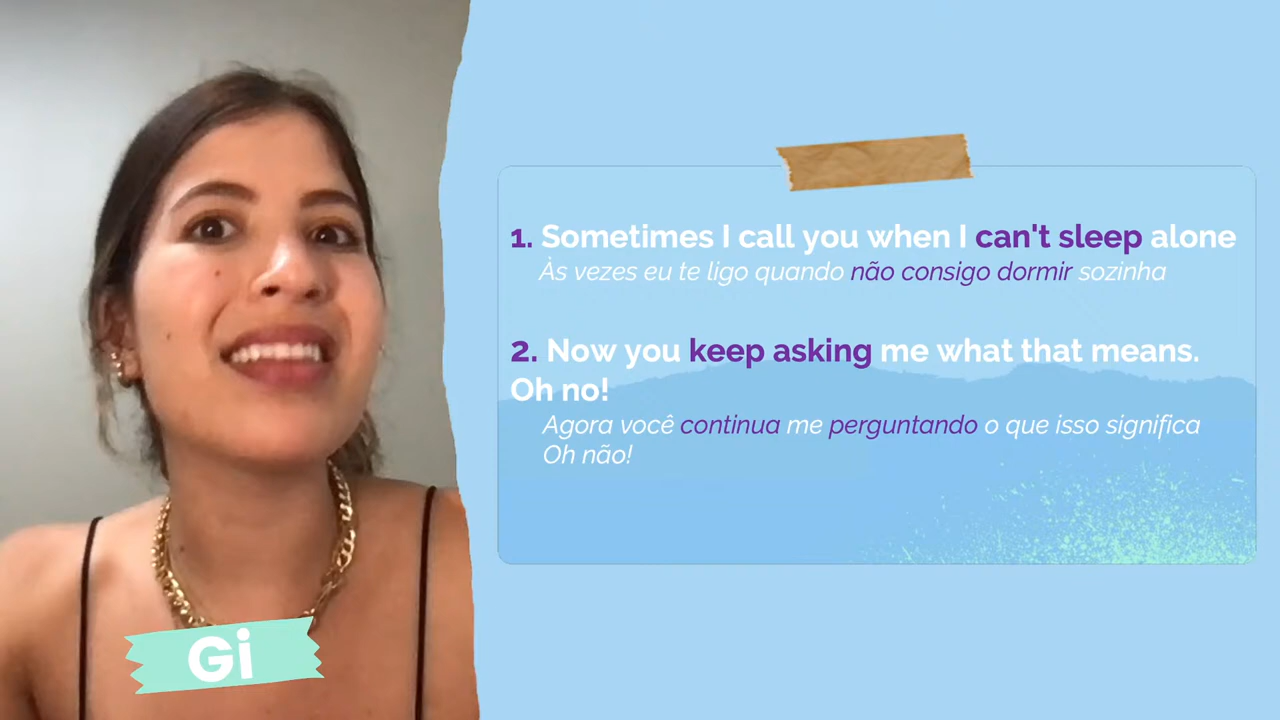 1. Sometimes I call you when I can't sleep alone
Às vezes eu te ligo quando não consigo dormir sozinha
2. Now you keep asking me what that means.
Oh no!
Agora você continua me perguntando o que isso significa
Oh não!
Gi